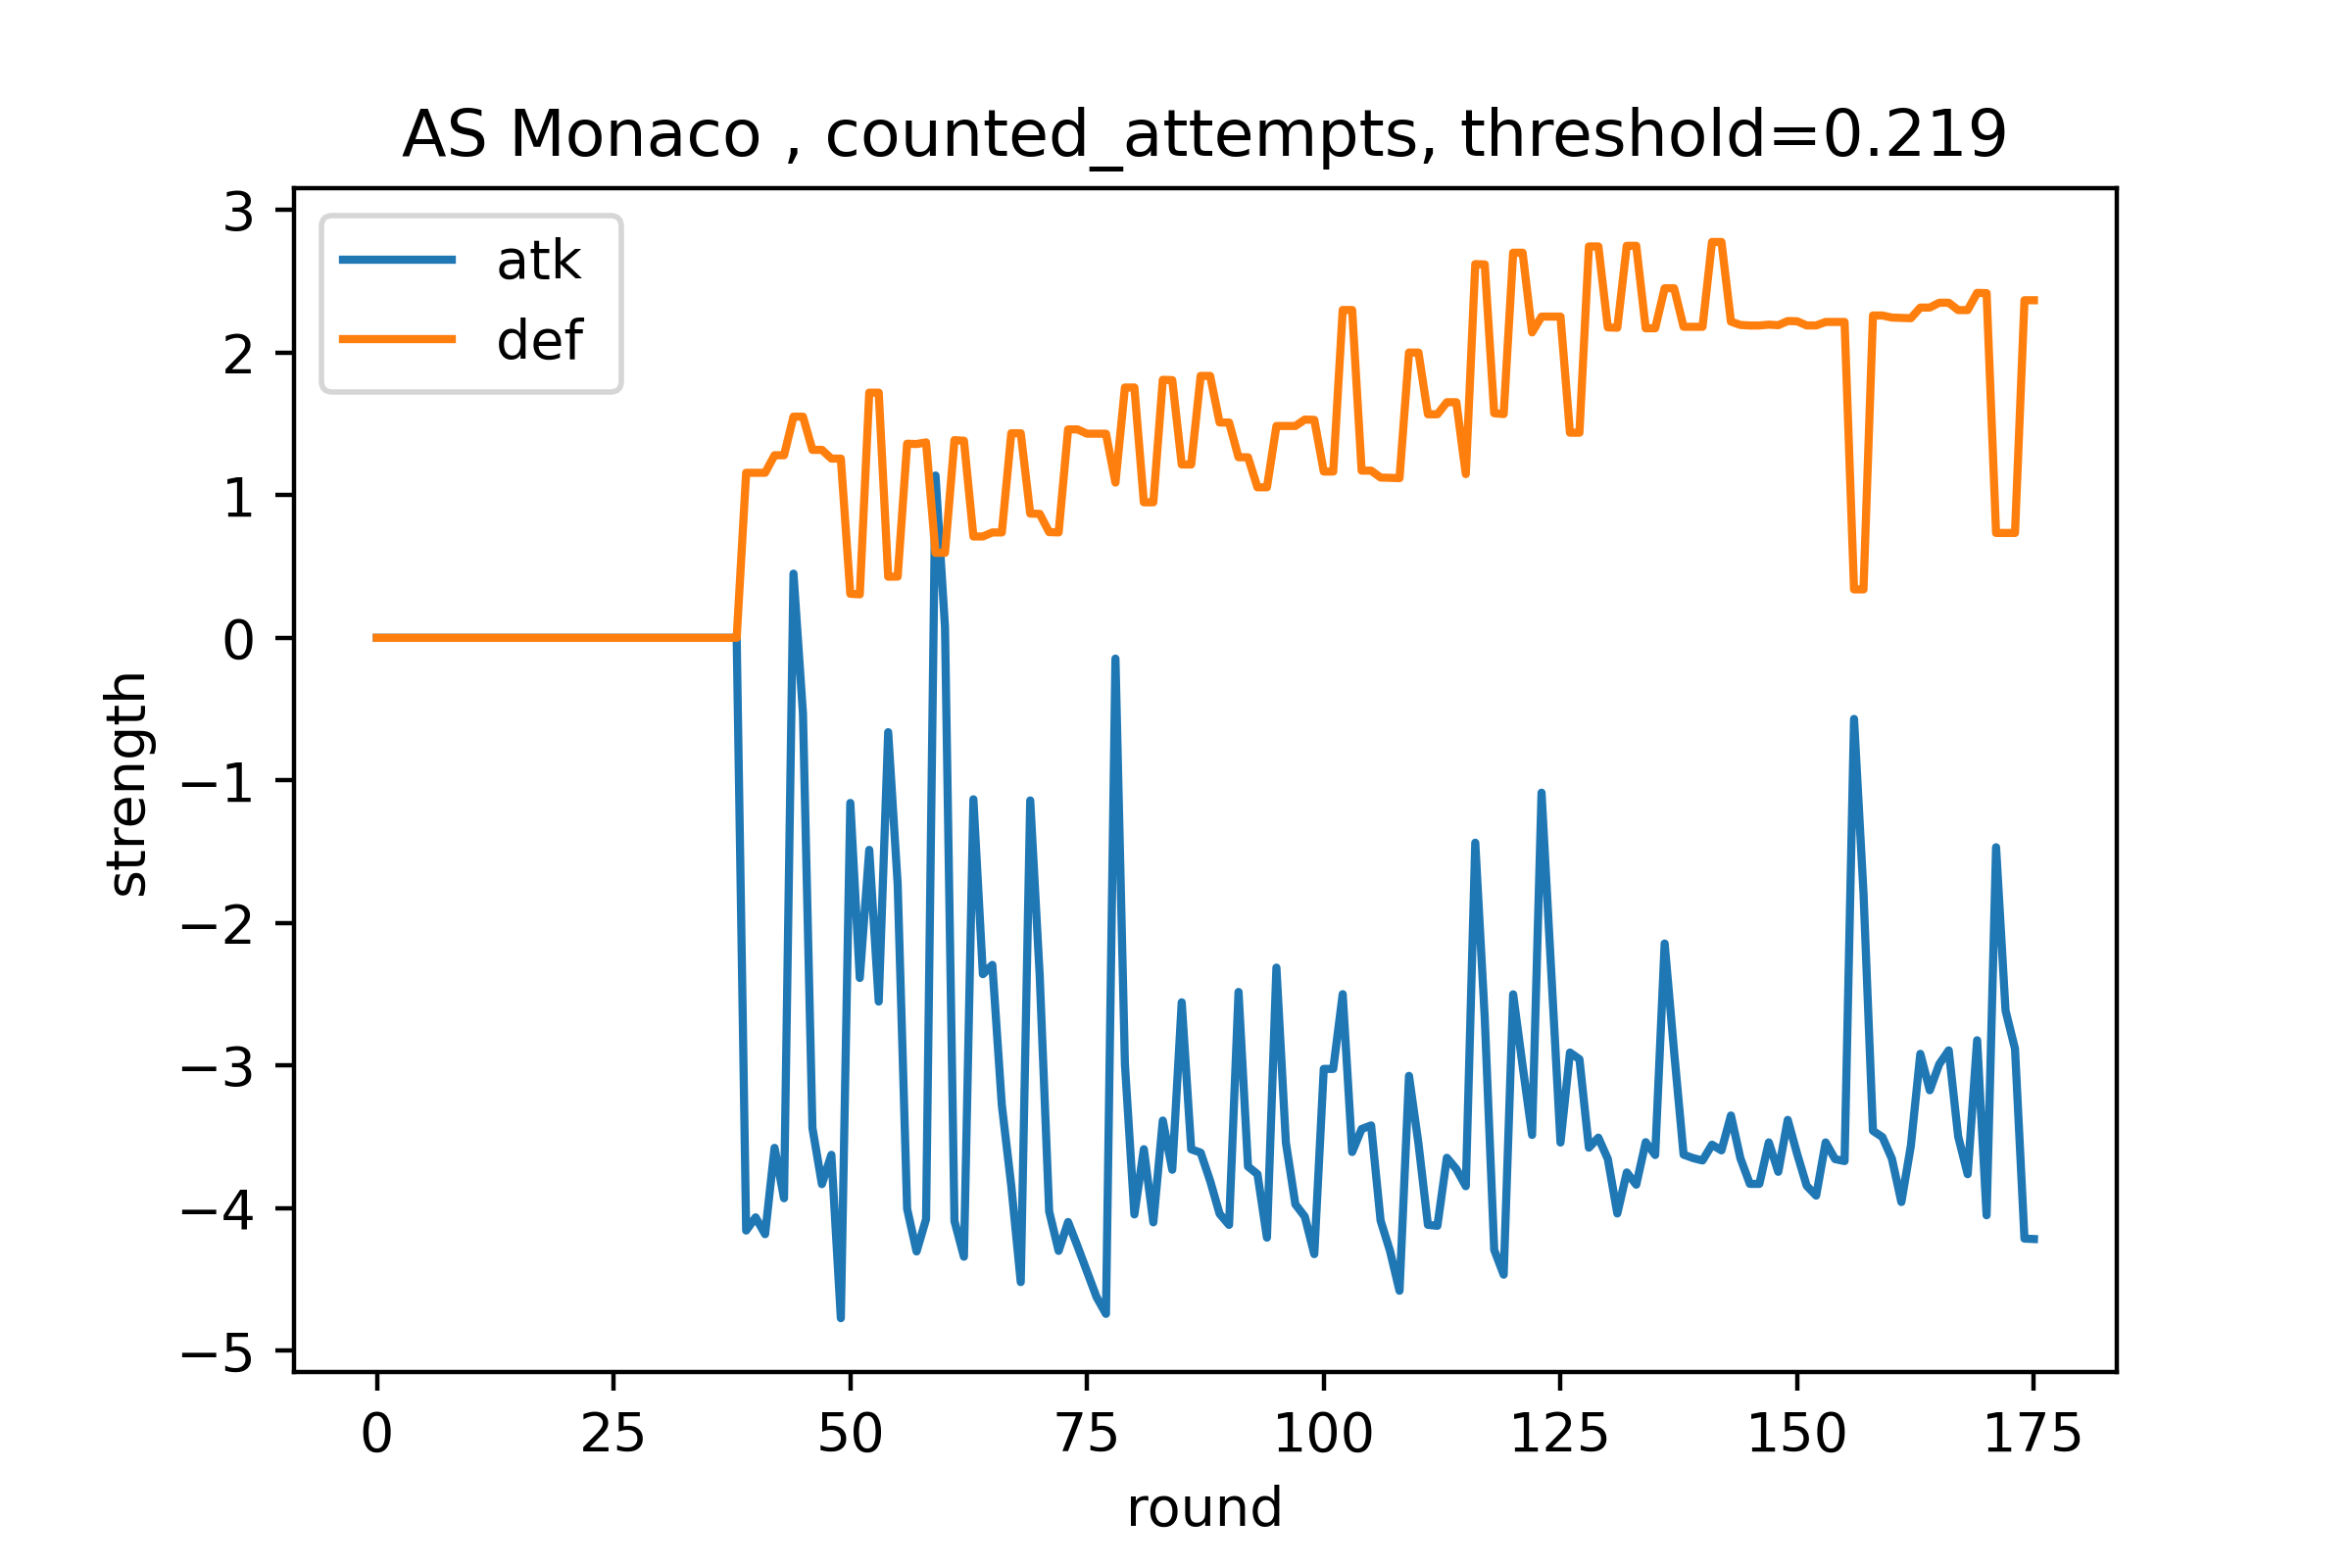 AS Monaco , counted_attempts, threshold=0.219
atk
def
3
2
1
0
−1
−2
−3
−4
−5
strength
0 25 50 75 100 125 150 175
round